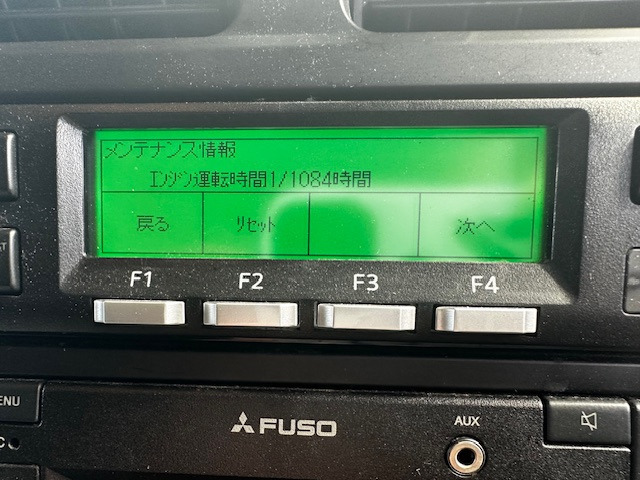 メンテナンス情報
エンジン運転時間1/1084時間
戻る リセット 次へ
F1 F2 F3 F4
ENU
FUSO
AUX